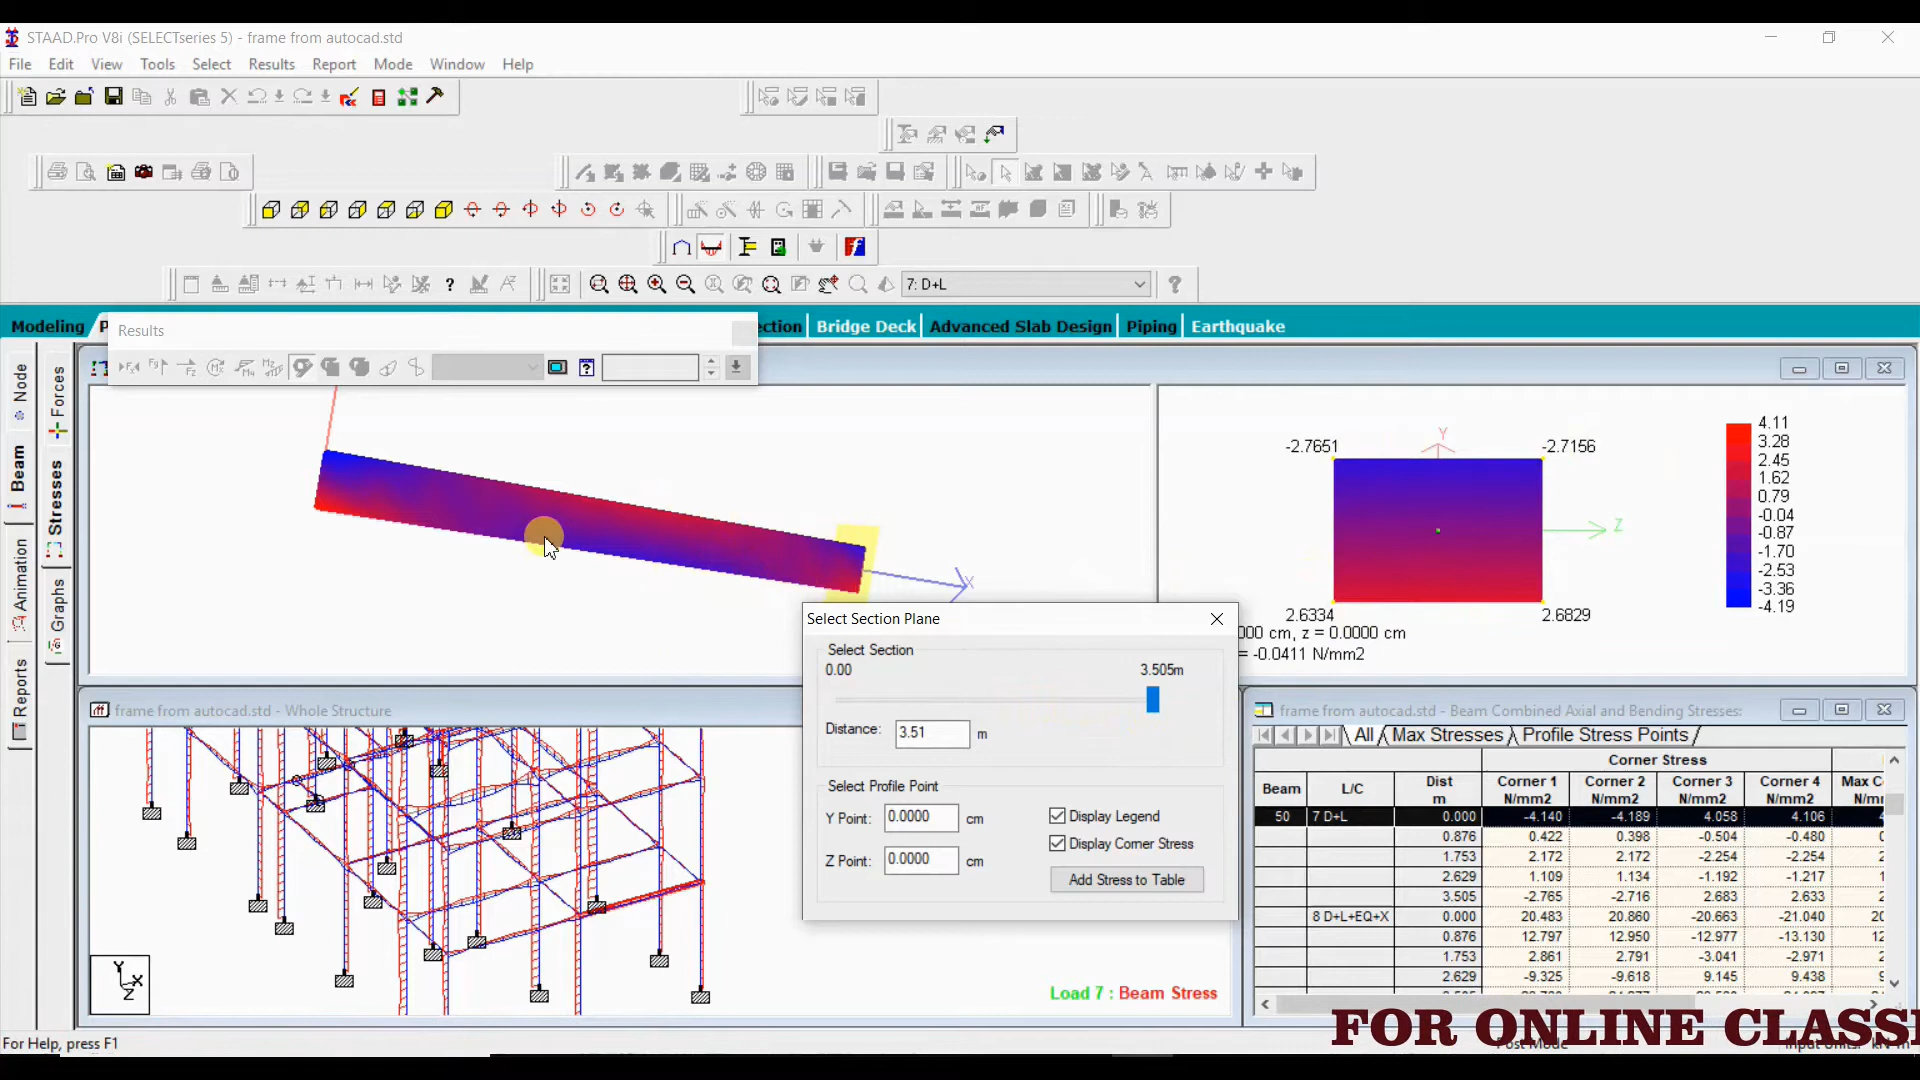 STAAD.Pro V8i (SELECTseries 5) - frame from autocad.std
File Edit View Tools Select Results Report Mode Window Help
7: D+L
Modeling
Results
Bridge Deck Advanced Slab Design Piping Earthquake
Node
Beam
Animation
Reports
Forces
Stresses
Graphs
X
Y
Z
-2.7651
-2.7156
2.6334
2.6829
000 cm, z = 0.0000 cm
= -0.0411 N/mm2
4.11
3.28
2.45
1.62
0.79
-0.04
-0.87
-1.70
-2.53
-3.36
-4.19
Select Section Plane
Select Section
0.00 3.505m
Distance: 3.51 m
Select Profile Point
Y Point: 0.0000 cm
Z Point: 0.0000 cm
Display Legend
Display Corner Stress
Add Stress to Table
frame from autocad.std - Whole Structure
Y
X
Z
Load 7 : Beam Stress
frame from autocad.std - Beam Combined Axial and Bending Stresses:
All Max Stresses Profile Stress Points
Corner Stress
Beam L/C Dist m Corner 1 N/mm2 Corner 2 N/mm2 Corner 3 N/mm2 Corner 4 N/mm2 Max C
50 7 D+L 0.000 -4.140 -4.189 4.058 4.106
0.876 0.422 0.398 -0.504 -0.480
1.753 2.172 2.172 -2.254 -2.254
2.629 1.109 1.134 -1.192 -1.217
3.505 -2.765 -2.716 2.683 2.633
8 D+L+EQ+X 0.000 20.483 20.860 -20.663 -21.040
0.876 12.797 12.950 -12.977 -13.130
1.753 2.861 2.791 -3.041 -2.971
2.629 -9.325 -9.618 9.145 9.438
FOR ONLINE CLASS
For Help, press F1